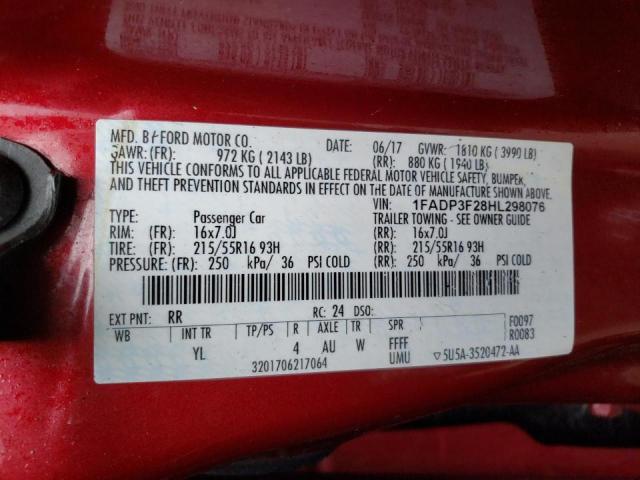 MFD. BY FORD MOTOR CO. DATE: 06/17 GVWR: 1810 KG ( 3990 LB)
GAWR: (FR): 972 KG ( 2143 LB) (RR): 880 KG ( 1940 LB)
THIS VEHICLE CONFORMS TO ALL APPLICABLE FEDERAL MOTOR VEHICLE SAFETY, BUMPER,
AND THEFT PREVENTION STANDARDS IN EFFECT ON THE DATE OF MANUFACTURE SHOWN ABOVE.
VIN: 1FADP3F28HL298076
TYPE: Passenger Car TRAILER TOWING - SEE OWNER GUIDE
RIM: (FR): 16x7.0J (RR): 16x7.0J
TIRE: (FR): 215/55R16 93H (RR): 215/55R16 93H
PRESSURE: (FR): 250 kPa/ 36 PSI COLD (RR): 250 kPa/ 36 PSI COLD
EXT PNT: RR RC: 24 DSO:
WB INT TR TP/PS R AXLE TR SPR F0097
YL 4 AU W FFFF R0083
3201706217064 UMU ▽5U5A-3520472-AA